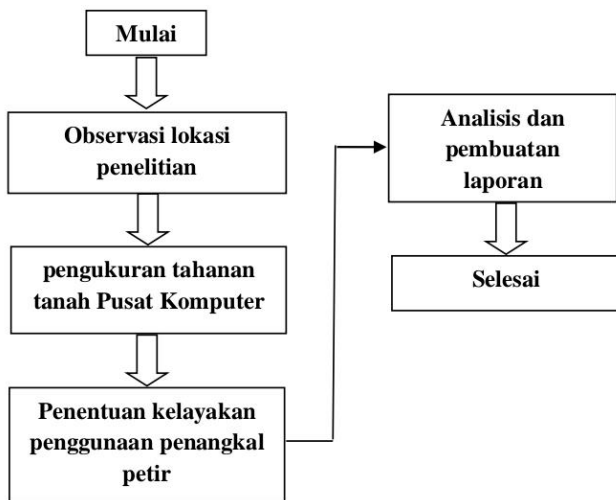 Mulai
Observasi lokasi
penelitian
pengukuran tahanan
tanah Pusat Komputer
Penentuan kelayakan
penggunaan penangkal
petir
Analisis dan
pembuatan
laporan
Selesai